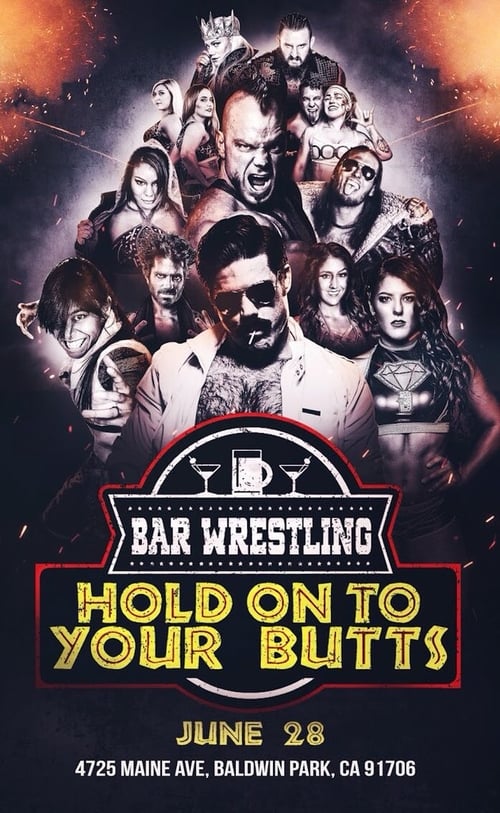 BAR WRESTLING
HOLD ON TO
YOUR BUTTS
JUNE 28
4725 MAINE AVE, BALDWIN PARK, CA 91706